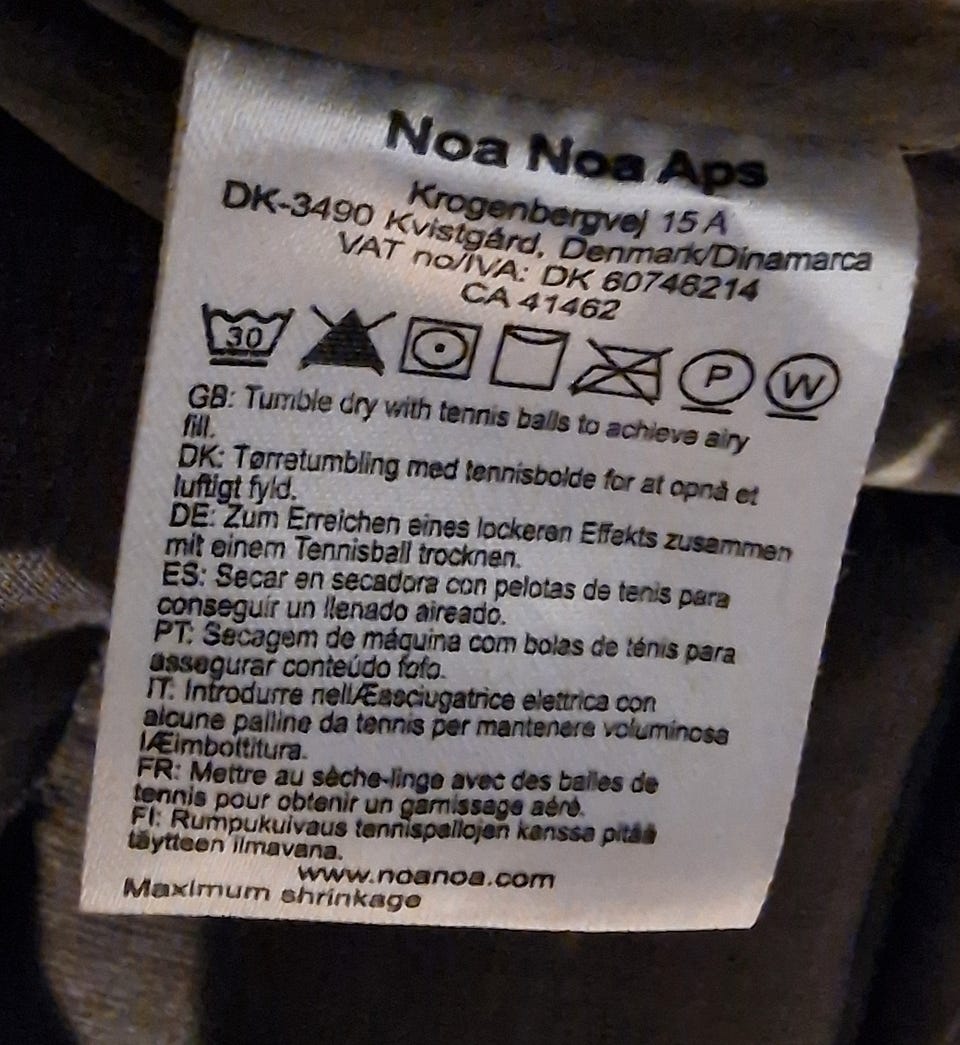 Noa Noa Aps
Krogenbergvej 15 A
DK-3490 Kvistgård, Denmark/Dinamarca
VAT no/IVA: DK 60746214
CA 41462
30 P W
GB: Tumble dry with tennis balls to achieve airy
fill.
DK: Tørretumbling med tennisbolde for at opnå et
luftigt fyld.
DE: Zum Erreichen eines lockeren Effekts zusammen
mit einem Tennisball trocknen.
ES: Secar en secadora con pelotas de tenis para
conseguir un llenado aireado.
PT: Secagem de máquina com bolas de ténis para
assegurar conteúdo fofo.
IT: Introdurre nellÆasciugatrice elettrica con
alcune palline da tennis per mantenere voluminosa
lÆimbottitura.
FR: Mettre au sèche-linge avec des balles de
tennis pour obtenir un garnissage aéré.
FI: Rumpukuivaus tennispallojen kanssa pitää
täytteen ilmavana.
www.noanoa.com
Maximum shrinkage